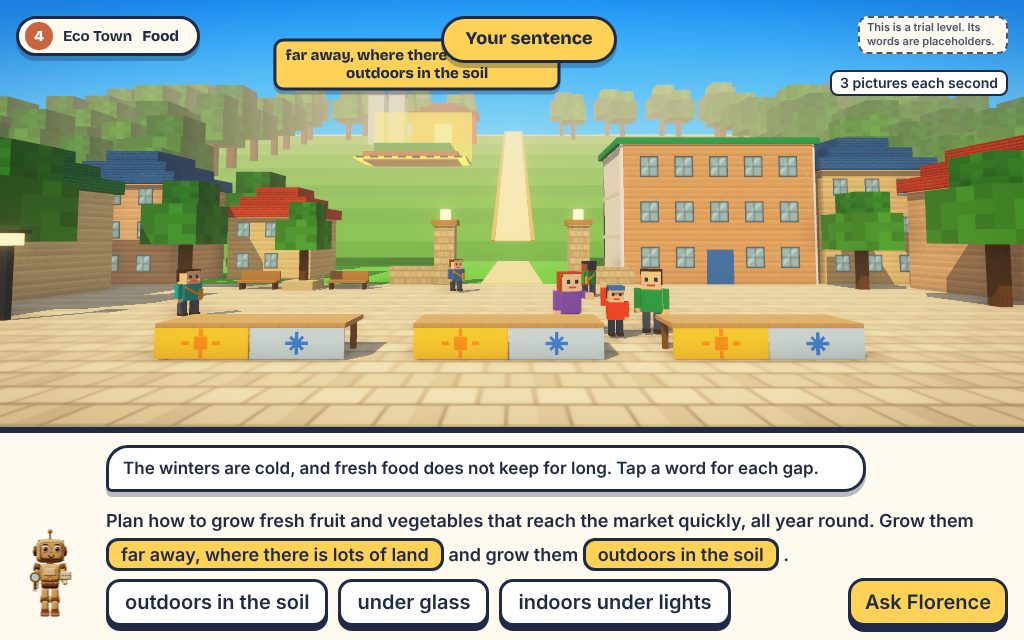 4 Eco Town Food
Your sentence
This is a trial level. Its
words are placeholders.
far away, where there
outdoors in the soil
3 pictures each second
The winters are cold, and fresh food does not keep for long. Tap a word for each gap.
Plan how to grow fresh fruit and vegetables that reach the market quickly, all year round. Grow them
far away, where there is lots of land and grow them outdoors in the soil .
outdoors in the soil under glass indoors under lights Ask Florence